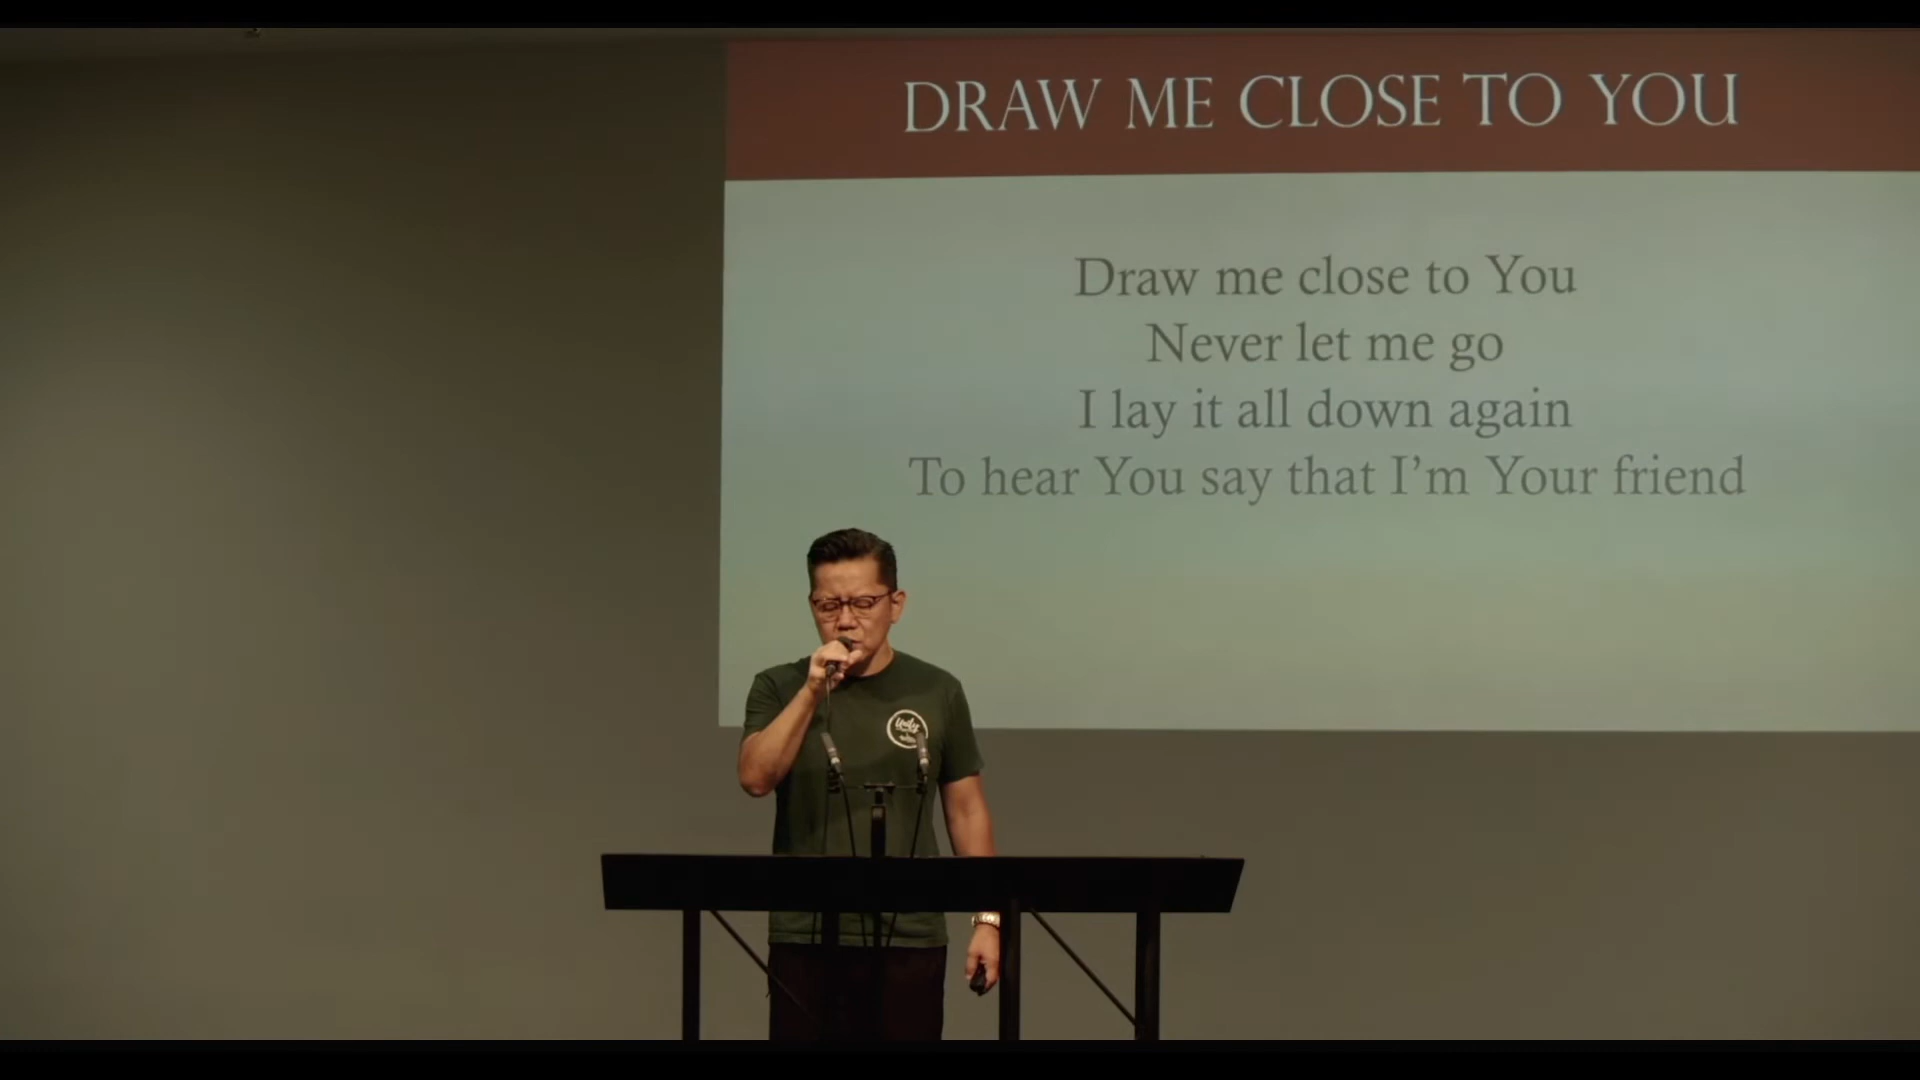 DRAW ME CLOSE TO YOU
Draw me close to You
Never let me go
I lay it all down again
To hear You say that I'm Your friend